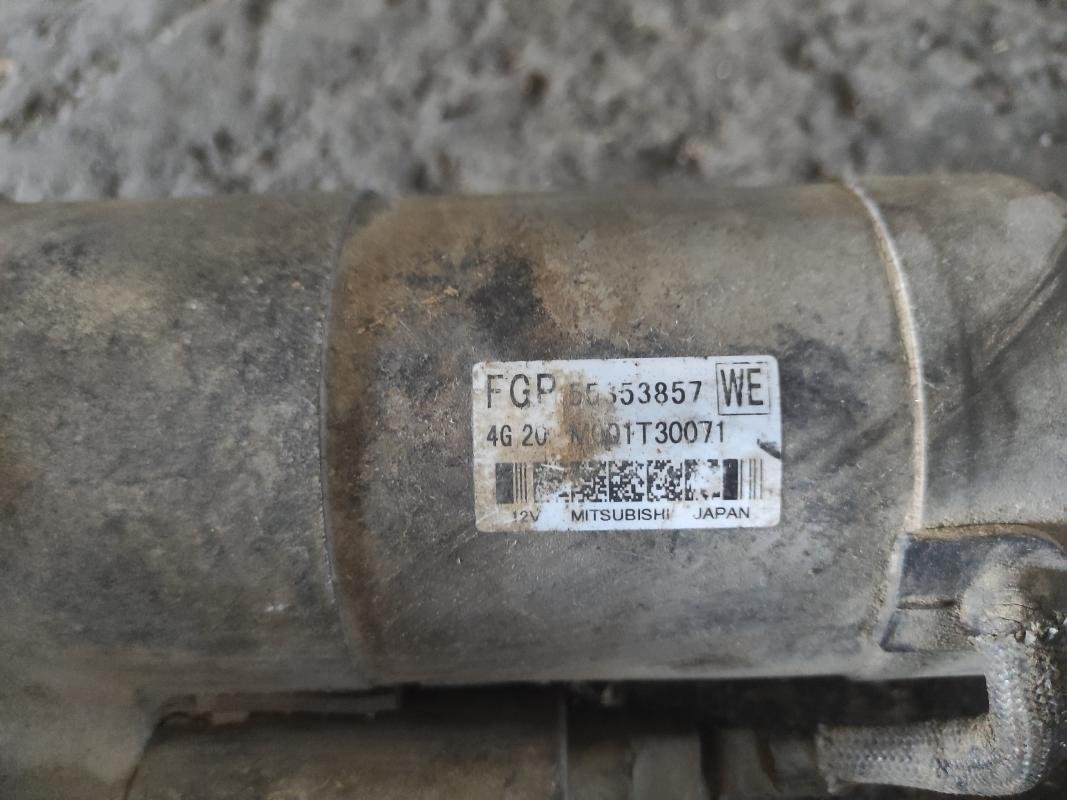 FGP 55353857 WE
4G 20 M001T30071
12V MITSUBISHI JAPAN